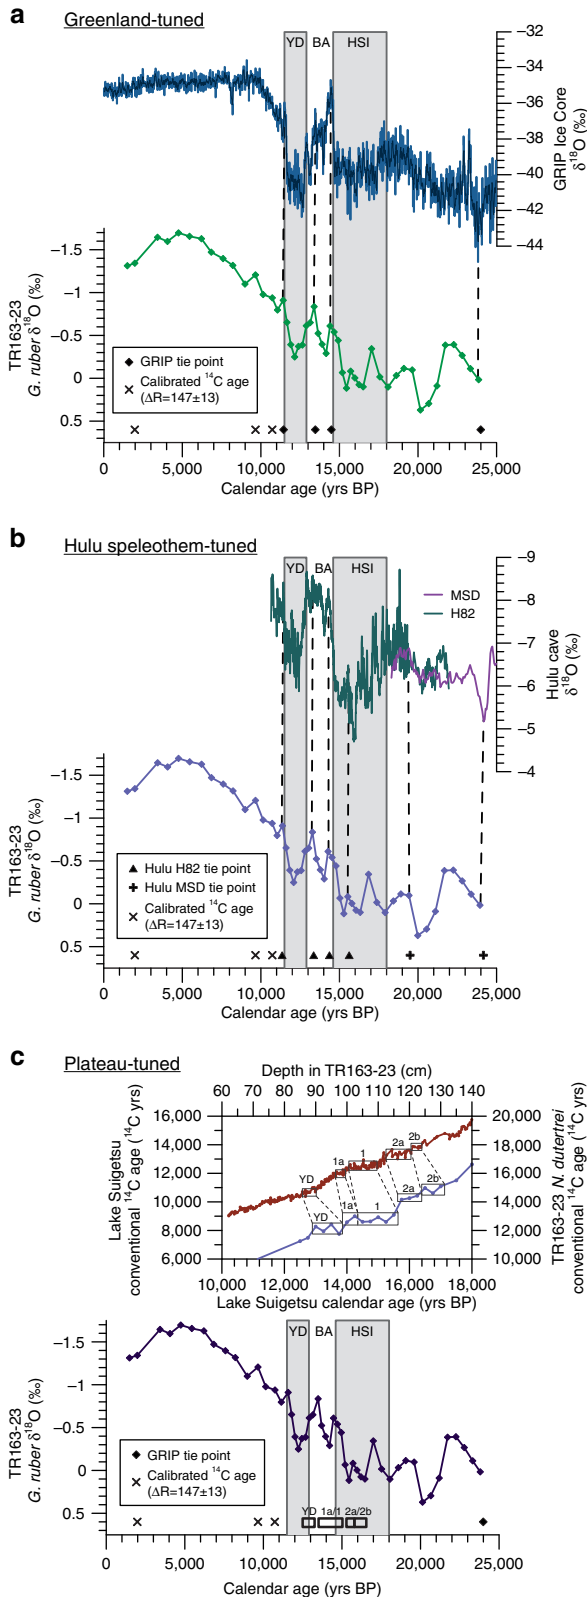 a Greenland-tuned
YD BA HSI
−32
−34
−36
−38
−40
−42
−44
GRIP Ice Core
δ¹⁸O (‰)
−1.5
−1
−0.5
0
0.5
TR163-23
G. ruber δ¹⁸O (‰)
GRIP tie point
Calibrated ¹⁴C age
(ΔR=147±13)
0 5,000 10,000 15,000 20,000 25,000
Calendar age (yrs BP)
b Hulu speleothem-tuned
YD BA HSI
MSD
H82
−9
−8
−7
−6
−5
−4
Hulu cave
δ¹⁸O (‰)
−1.5
−1
−0.5
0
0.5
TR163-23
G. ruber δ¹⁸O (‰)
Hulu H82 tie point
Hulu MSD tie point
Calibrated ¹⁴C age
(ΔR=147±13)
0 5,000 10,000 15,000 20,000 25,000
Calendar age (yrs BP)
c Plateau-tuned
Depth in TR163-23 (cm)
60 70 80 90 100 110 120 130 140
16,000
14,000
12,000
10,000
8,000
6,000
Lake Suigetsu
conventional ¹⁴C age (¹⁴C yrs)
20,000
18,000
16,000
14,000
12,000
10,000
TR163-23 N. dutertrei
conventional ¹⁴C age (¹⁴C yrs)
YD 1a 1 2a 2b
YD 1a 1 2a 2b
10,000 12,000 14,000 16,000 18,000
Lake Suigetsu calendar age (yrs BP)
YD BA HSI
−1.5
−1
−0.5
0
0.5
TR163-23
G. ruber δ¹⁸O (‰)
GRIP tie point
Calibrated ¹⁴C age
(ΔR=147±13)
YD 1a/1 2a/2b
0 5,000 10,000 15,000 20,000 25,000
Calendar age (yrs BP)